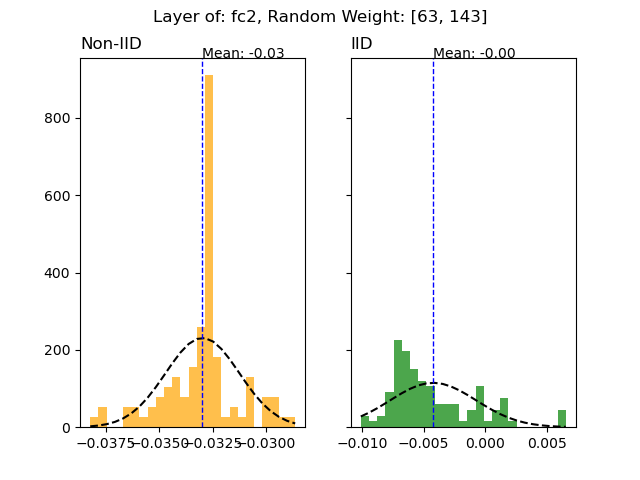 Layer of: fc2, Random Weight: [63, 143]
Non-IID
IID
Mean: -0.03
Mean: -0.00
800
600
400
200
0
−0.0375 −0.0350 −0.0325 −0.0300
−0.010 −0.005 0.000 0.005